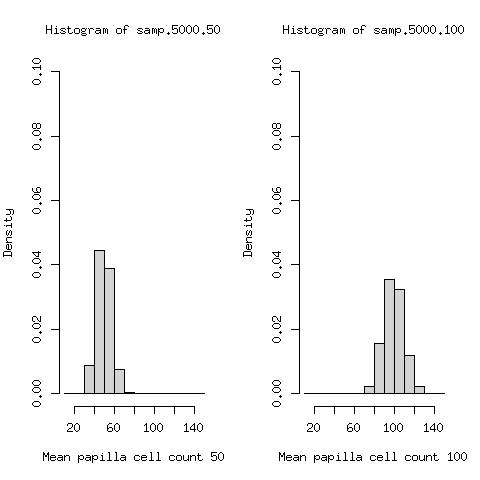 Histogram of samp.5000.50
Density
0.00 0.02 0.04 0.06 0.08 0.10
20 60 100 140
Mean papilla cell count 50
Histogram of samp.5000.100
Density
0.00 0.02 0.04 0.06 0.08 0.10
20 60 100 140
Mean papilla cell count 100